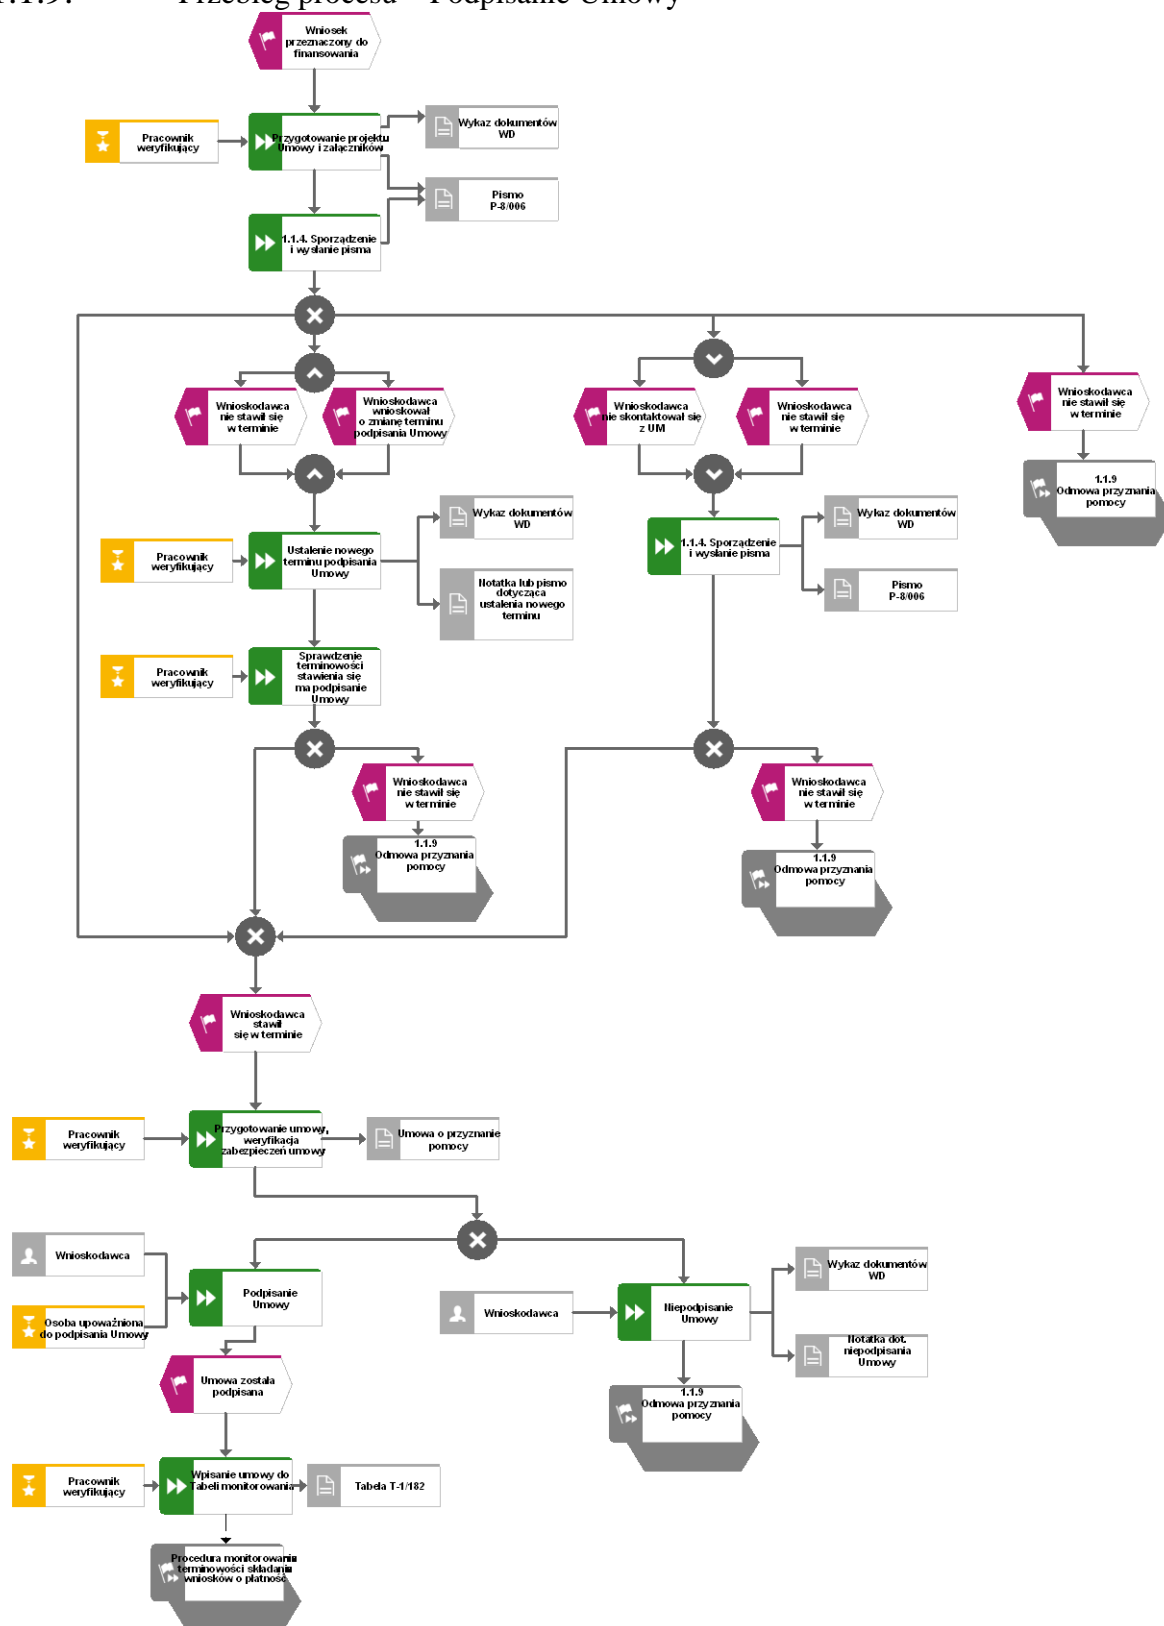 1.1.9. Przebieg procesu – Podpisanie Umowy
Wniosek
przeznaczony do
finansowania
Pracownik
weryfikujący
Przygotowanie projektu
Umowy i załączników
Wykaz dokumentów
WD
Pismo
P-8/006
1.1.4. Sporządzenie
i wysłanie pisma
Wnioskodawca
nie stawił się
w terminie
Wnioskodawca
wnioskował
o zmianę terminu
podpisania Umowy
Wnioskodawca
nie skontaktował się
z UM
Wnioskodawca
nie stawił się
w terminie
Wnioskodawca
nie stawił się
w terminie
1.1.9
Odmowa przyznania
pomocy
Pracownik
weryfikujący
Ustalenie nowego
terminu podpisania
Umowy
Wykaz dokumentów
WD
Notatka lub pismo
dotycząca
ustalenia nowego
terminu
1.1.4. Sporządzenie
i wysłanie pisma
Wykaz dokumentów
WD
Pismo
P-8/006
Pracownik
weryfikujący
Sprawdzenie
terminowości
stawienia się
ma podpisanie
Umowy
Wnioskodawca
nie stawił się
w terminie
1.1.9
Odmowa przyznania
pomocy
Wnioskodawca
nie stawił się
w terminie
1.1.9
Odmowa przyznania
pomocy
Wnioskodawca
stawił
się w terminie
Pracownik
weryfikujący
Przygotowanie umowy,
weryfikacja
zabezpieczeń umowy
Umowa o przyznanie
pomocy
Wnioskodawca
Osoba upoważniona
do podpisania Umowy
Podpisanie
Umowy
Wnioskodawca
Niepodpisanie
Umowy
Wykaz dokumentów
WD
Notatka dot.
niepodpisania
Umowy
Umowa została
podpisana
1.1.9
Odmowa przyznania
pomocy
Pracownik
weryfikujący
Wpisanie umowy do
Tabeli monitorowania
Tabela T-1/182
Procedura monitorowania
terminowości składania
wniosków o płatność